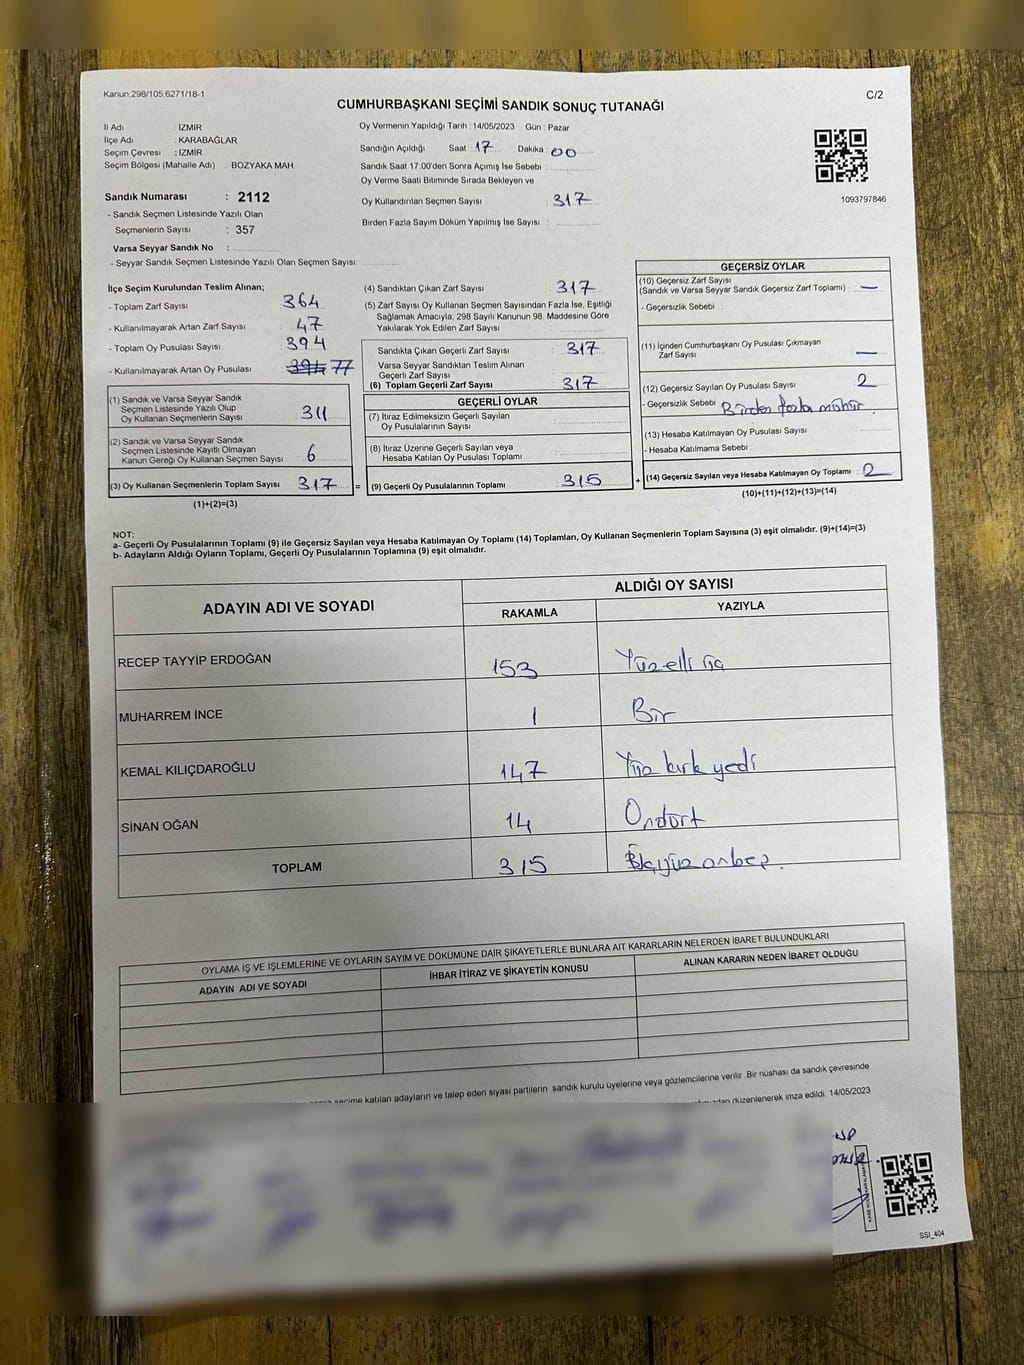 Kanun,298/105,6271/18-1
C/2
CUMHURBAŞKANI SEÇİMİ SANDIK SONUÇ TUTANAĞI
İl Adı : İZMİR
İlçe Adı : KARABAĞLAR
Seçim Çevresi : İZMİR
Seçim Bölgesi (Mahalle Adı) : BOZYAKA MAH
Sandık Numarası : 2112
- Sandık Seçmen Listesinde Yazılı Olan
Seçmenlerin Sayısı : 357
Varsa Seyyar Sandık No :
- Seyyar Sandık Seçmen Listesinde Yazılı Olan Seçmen Sayısı:
Oy Vermenin Yapıldığı Tarih : 14/05/2023 Gün : Pazar
Sandığın Açıldığı Saat : 17 Dakika : 00
Sandık Saat 17:00'den Sonra Açımış İse Sebebi :
Oy Verme Saati Bitiminde Sırada Bekleyen ve
Oy Kullandırılan Seçmen Sayısı : 317
Birden Fazla Sayım Döküm Yapılmış İse Sayısı :
1093797846
İlçe Seçim Kurulundan Teslim Alınan;
- Toplam Zarf Sayısı 364
- Kullanılmayarak Artan Zarf Sayısı 47
- Toplam Oy Pusulası Sayısı 394
- Kullanılmayarak Artan Oy Pusulası 394 77
(1) Sandık ve Varsa Seyyar Sandık
Seçmen Listesinde Yazılı Olup
Oy Kullanan Seçmenlerin Sayısı : 311
(2) Sandık ve Varsa Seyyar Sandık
Seçmen Listesinde Kayıtlı Olmayan
Kanun Gereği Oy Kullanan Seçmen Sayısı : 6
(3) Oy Kullanan Seçmenlerin Toplam Sayısı : 317 =
(1)+(2)=(3)
(4) Sandıktan Çıkan Zarf Sayısı : 317
(5) Zarf Sayısı Oy Kullanan Seçmen Sayısından Fazla İse, Eşitliği
Sağlamak Amacıyla, 298 Sayılı Kanunun 98. Maddesine Göre
Yakılarak Yok Edilen Zarf Sayısı :
Sandıkta Çıkan Geçerli Zarf Sayısı : 317
Varsa Seyyar Sandıktan Teslim Alınan
Geçerli Zarf Sayısı :
(6) Toplam Geçerli Zarf Sayısı : 317
GEÇERLİ OYLAR
(7) İtiraz Edilmeksizin Geçerli Sayılan
Oy Pusulalarının Sayısı :
(8) İtiraz Üzerine Geçerli Sayılan veya
Hesaba Katılan Oy Pusulası Toplamı :
(9) Geçerli Oy Pusulalarının Toplamı : 315 +
GEÇERSİZ OYLAR
(10) Geçersiz Zarf Sayısı
(Sandık ve Varsa Seyyar Sandık Geçersiz Zarf Toplamı) : —
- Geçersizlik Sebebi :
(11) İçinden Cumhurbaşkanı Oy Pusulası Çıkmayan
Zarf Sayısı : —
(12) Geçersiz Sayılan Oy Pusulası Sayısı : 2
- Geçersizlik Sebebi : Birden fazla mühür.
(13) Hesaba Katılmayan Oy Pusulası Sayısı :
- Hesaba Katılmama Sebebi :
(14) Geçersiz Sayılan veya Hesaba Katılmayan Oy Toplamı : 2
(10)+(11)+(12)+(13)=(14)
NOT:
a- Geçerli Oy Pusulalarının Toplamı (9) ile Geçersiz Sayılan veya Hesaba Katılmayan Oy Toplamı (14) Toplamları, Oy Kullanan Seçmenlerin Toplam Sayısına (3) eşit olmalıdır. (9)+(14)=(3)
b- Adayların Aldığı Oyların Toplamı, Geçerli Oy Pusulalarının Toplamına (9) eşit olmalıdır.
ADAYIN ADI VE SOYADI
ALDIĞI OY SAYISI
RAKAMLA YAZIYLA
RECEP TAYYİP ERDOĞAN 153 Yüz elli üç
MUHARREM İNCE 1 Bir
KEMAL KILIÇDAROĞLU 147 Yüz kırk yedi
SİNAN OĞAN 14 Ondört
TOPLAM 315 Üçyüz onbeş.
OYLAMA İŞ VE İŞLEMLERİNE VE OYLARIN SAYIM VE DÖKÜMÜNE DAİR ŞİKAYETLERLE BUNLARA AİT KARARLARIN NELERDEN İBARET BULUNDUKLARI
ADAYIN ADI VE SOYADI İHBAR İTİRAZ VE ŞİKAYETİN KONUSU ALINAN KARARIN NEDEN İBARET OLDUĞU
seçime katılan adayların ve talep eden siyasi partilerin sandık kurulu üyelerine veya gözlemcilerine verilir. Bir nüshası da sandık çevresinde
düzenlenerek imza edildi. 14/05/2023
SSI_404